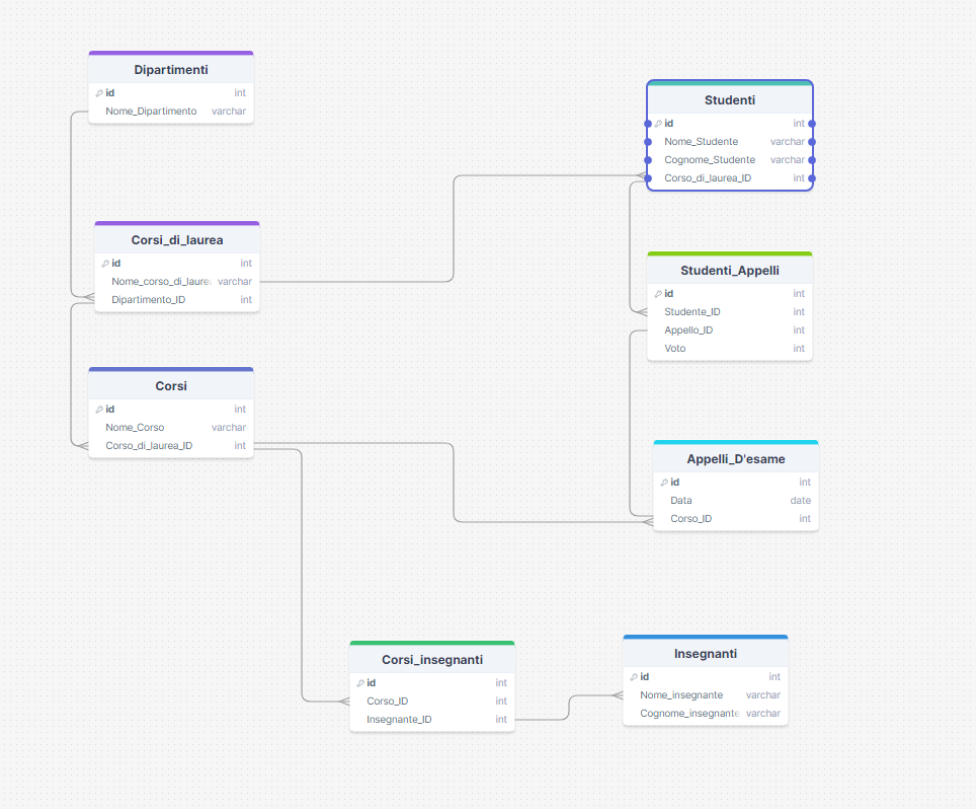 Dipartimenti
id int
Nome_Dipartimento varchar
Corsi_di_laurea
id int
Nome_corso_di_laure varchar
Dipartimento_ID int
Corsi
id int
Nome_Corso varchar
Corso_di_laurea_ID int
Studenti
id int
Nome_Studente varchar
Cognome_Studente varchar
Corso_di_laurea_ID int
Studenti_Appelli
id int
Studente_ID int
Appello_ID int
Voto int
Appelli_D'esame
id int
Data date
Corso_ID int
Corsi_insegnanti
id int
Corso_ID int
Insegnante_ID int
Insegnanti
id int
Nome_insegnante varchar
Cognome_insegnante varchar